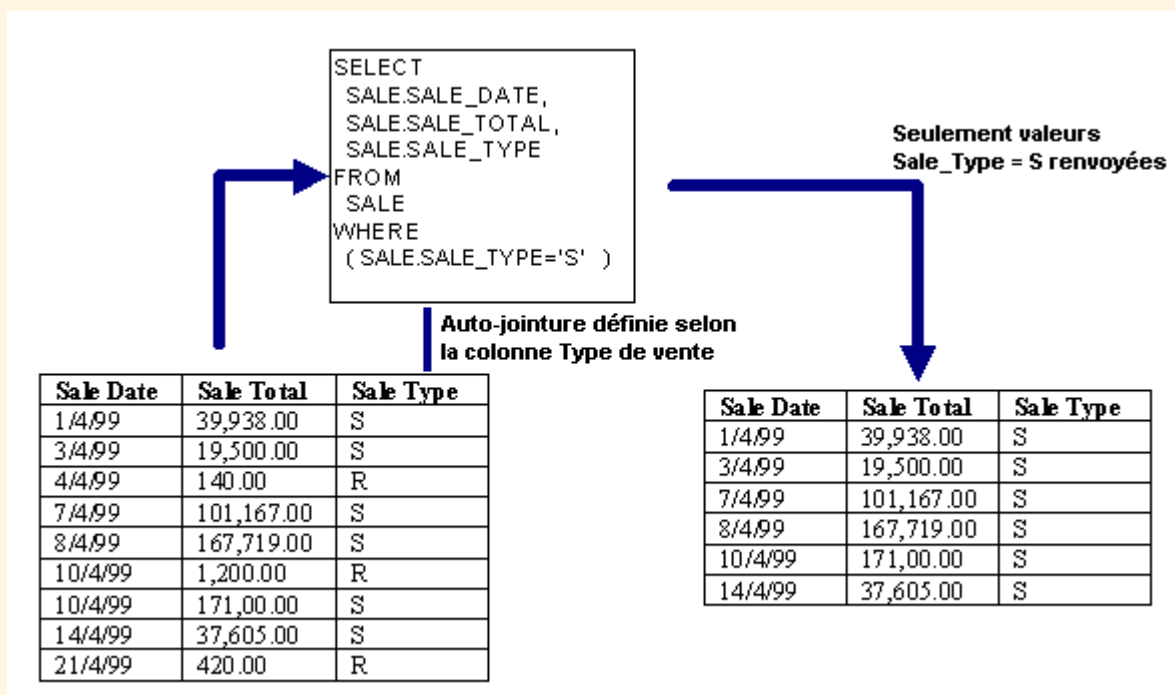 SELECT
SALE.SALE_DATE,
SALE.SALE_TOTAL,
SALE.SALE_TYPE
FROM
SALE
WHERE
( SALE.SALE_TYPE='S' )
Seulement valeurs
Sale_Type = S renvoyées
Auto-jointure définie selon
la colonne Type de vente
Sale Date Sale Total Sale Type
1/4/99 39,938.00 S
3/4/99 19,500.00 S
4/4/99 140.00 R
7/4/99 101,167.00 S
8/4/99 167,719.00 S
10/4/99 1,200.00 R
10/4/99 171,00.00 S
14/4/99 37,605.00 S
21/4/99 420.00 R
Sale Date Sale Total Sale Type
1/4/99 39,938.00 S
3/4/99 19,500.00 S
7/4/99 101,167.00 S
8/4/99 167,719.00 S
10/4/99 171,00.00 S
14/4/99 37,605.00 S